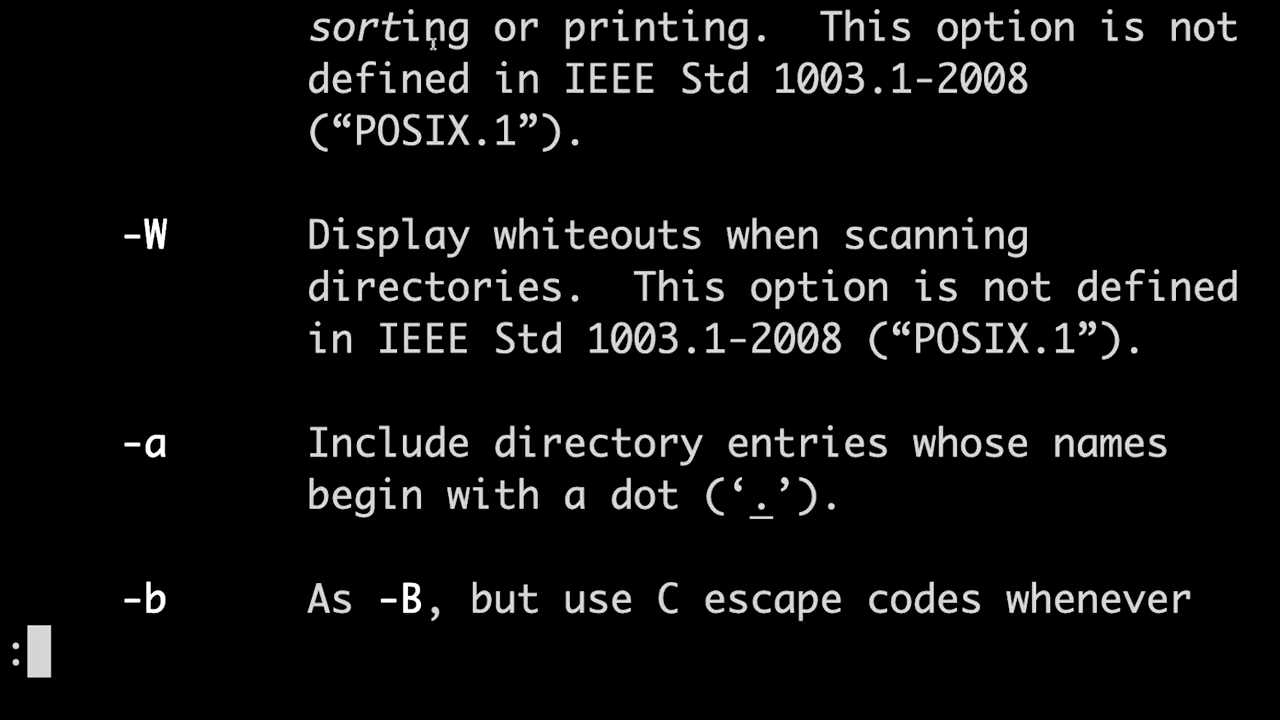 sorting or printing.  This option is not
defined in IEEE Std 1003.1-2008
(“POSIX.1”).
-W Display whiteouts when scanning
directories.  This option is not defined
in IEEE Std 1003.1-2008 (“POSIX.1”).
-a Include directory entries whose names
begin with a dot (‘.’).
-b As -B, but use C escape codes whenever
: